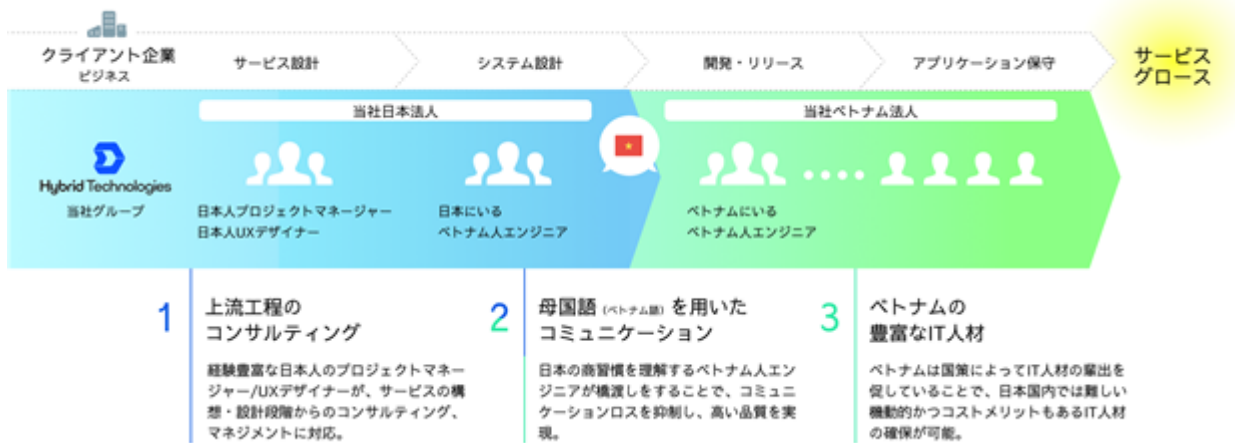 クライアント企業
ビジネス
サービス設計
システム設計
開発・リリース
アプリケーション保守
サービス
グロース
当社日本法人
当社ベトナム法人
Hybrid Technologies
当社グループ
日本人プロジェクトマネージャー
日本人UXデザイナー
日本にいる
ベトナム人エンジニア
ベトナムにいる
ベトナム人エンジニア
1
上流工程の
コンサルティング
経験豊富な日本人のプロジェクトマネー
ジャー/UXデザイナーが、サービスの構
想・設計段階からのコンサルティング、
マネジメントに対応。
2
母国語（ベトナム語）を用いた
コミュニケーション
日本の商習慣を理解するベトナム人エン
ジニアが橋渡しをすることで、コミュニ
ケーションロスを抑制し、高い品質を実
現。
3
ベトナムの
豊富なIT人材
ベトナムは国策によってIT人材の輩出を
促していることで、日本国内では難しい
機動的かつコストメリットもあるIT人材
の確保が可能。